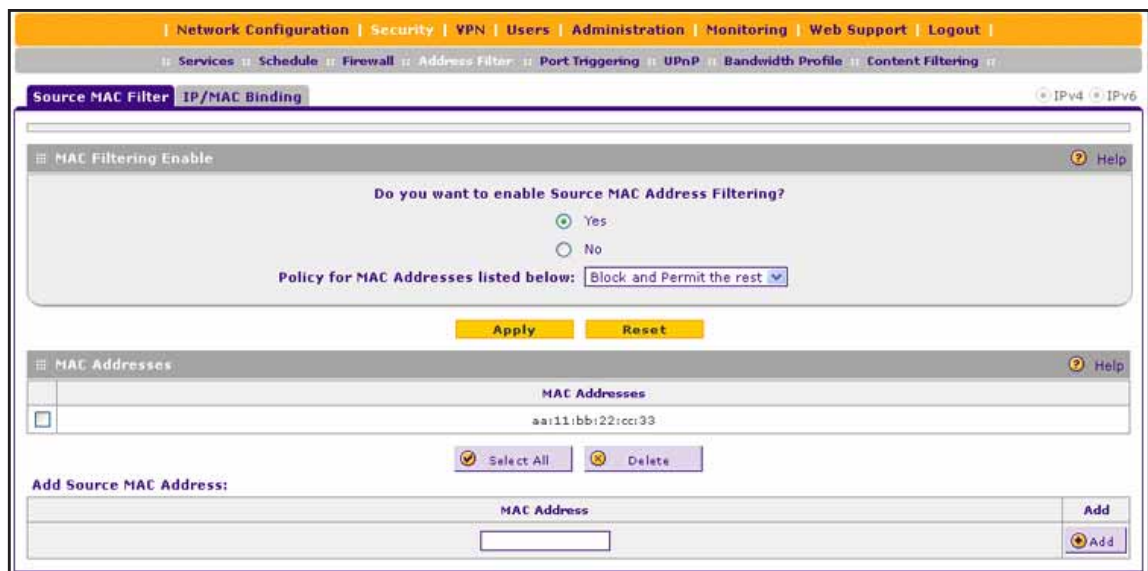 | Network Configuration | Security | VPN | Users | Administration | Monitoring | Web Support | Logout |
:: Services :: Schedule :: Firewall :: Address Filter :: Port Triggering :: UPnP :: Bandwidth Profile :: Content Filtering ::
Source MAC Filter IP/MAC Binding IPv4 IPv6
MAC Filtering Enable Help
Do you want to enable Source MAC Address Filtering?
Yes
No
Policy for MAC Addresses listed below: Block and Permit the rest
Apply Reset
MAC Addresses Help
MAC Addresses
aa:11:bb:22:cc:33
Select All Delete
Add Source MAC Address:
MAC Address Add
Add